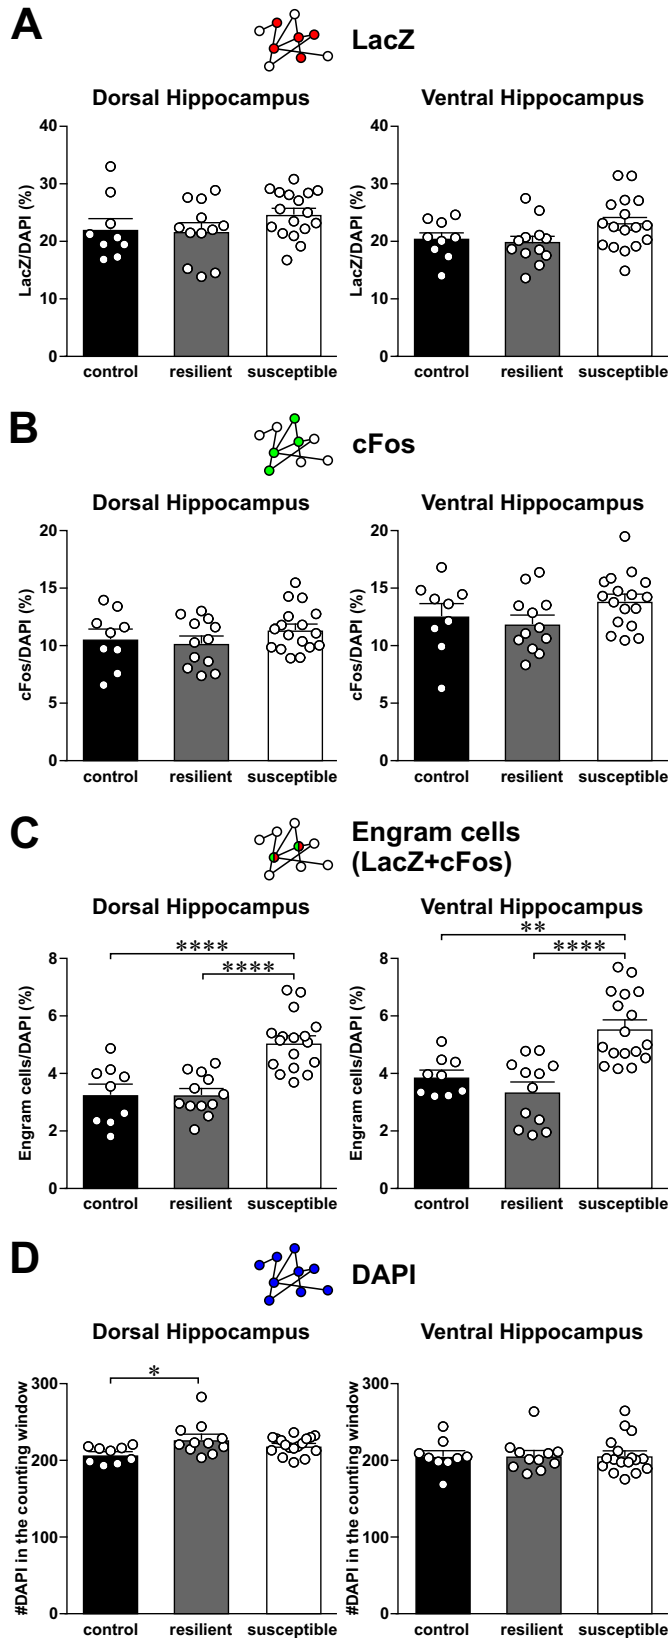 A
LacZ
Dorsal Hippocampus
Ventral Hippocampus
LacZ/DAPI (%)
40
30
20
10
0
control resilient susceptible
LacZ/DAPI (%)
40
30
20
10
0
control resilient susceptible
B
cFos
Dorsal Hippocampus
Ventral Hippocampus
cFos/DAPI (%)
20
15
10
5
0
control resilient susceptible
cFos/DAPI (%)
20
15
10
5
0
control resilient susceptible
C
Engram cells
(LacZ+cFos)
Dorsal Hippocampus
Ventral Hippocampus
Engram cells/DAPI (%)
8
6
4
2
0
****
****
control resilient susceptible
Engram cells/DAPI (%)
8
6
4
2
0
**
****
control resilient susceptible
D
DAPI
Dorsal Hippocampus
Ventral Hippocampus
#DAPI in the counting window
300
200
100
0
*
control resilient susceptible
#DAPI in the counting window
300
200
100
0
control resilient susceptible